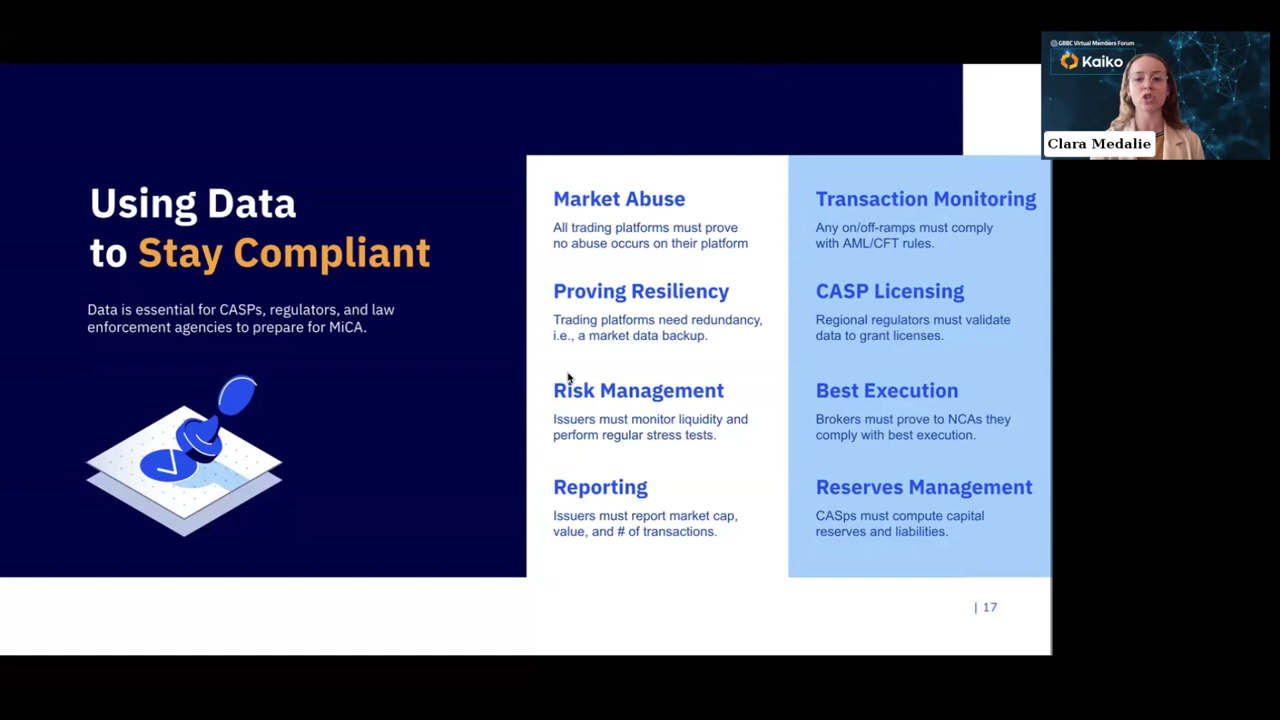 Using Data
to Stay Compliant
Data is essential for CASPs, regulators, and law
enforcement agencies to prepare for MiCA.
Market Abuse
All trading platforms must prove
no abuse occurs on their platform
Proving Resiliency
Trading platforms need redundancy,
i.e., a market data backup.
Risk Management
Issuers must monitor liquidity and
perform regular stress tests.
Reporting
Issuers must report market cap,
value, and # of transactions.
Transaction Monitoring
Any on/off-ramps must comply
with AML/CFT rules.
CASP Licensing
Regional regulators must validate
data to grant licenses.
Best Execution
Brokers must prove to NCAs they
comply with best execution.
Reserves Management
CASps must compute capital
reserves and liabilities.
| 17
GBBC Virtual Members Forum
Kaiko
Clara Medalie